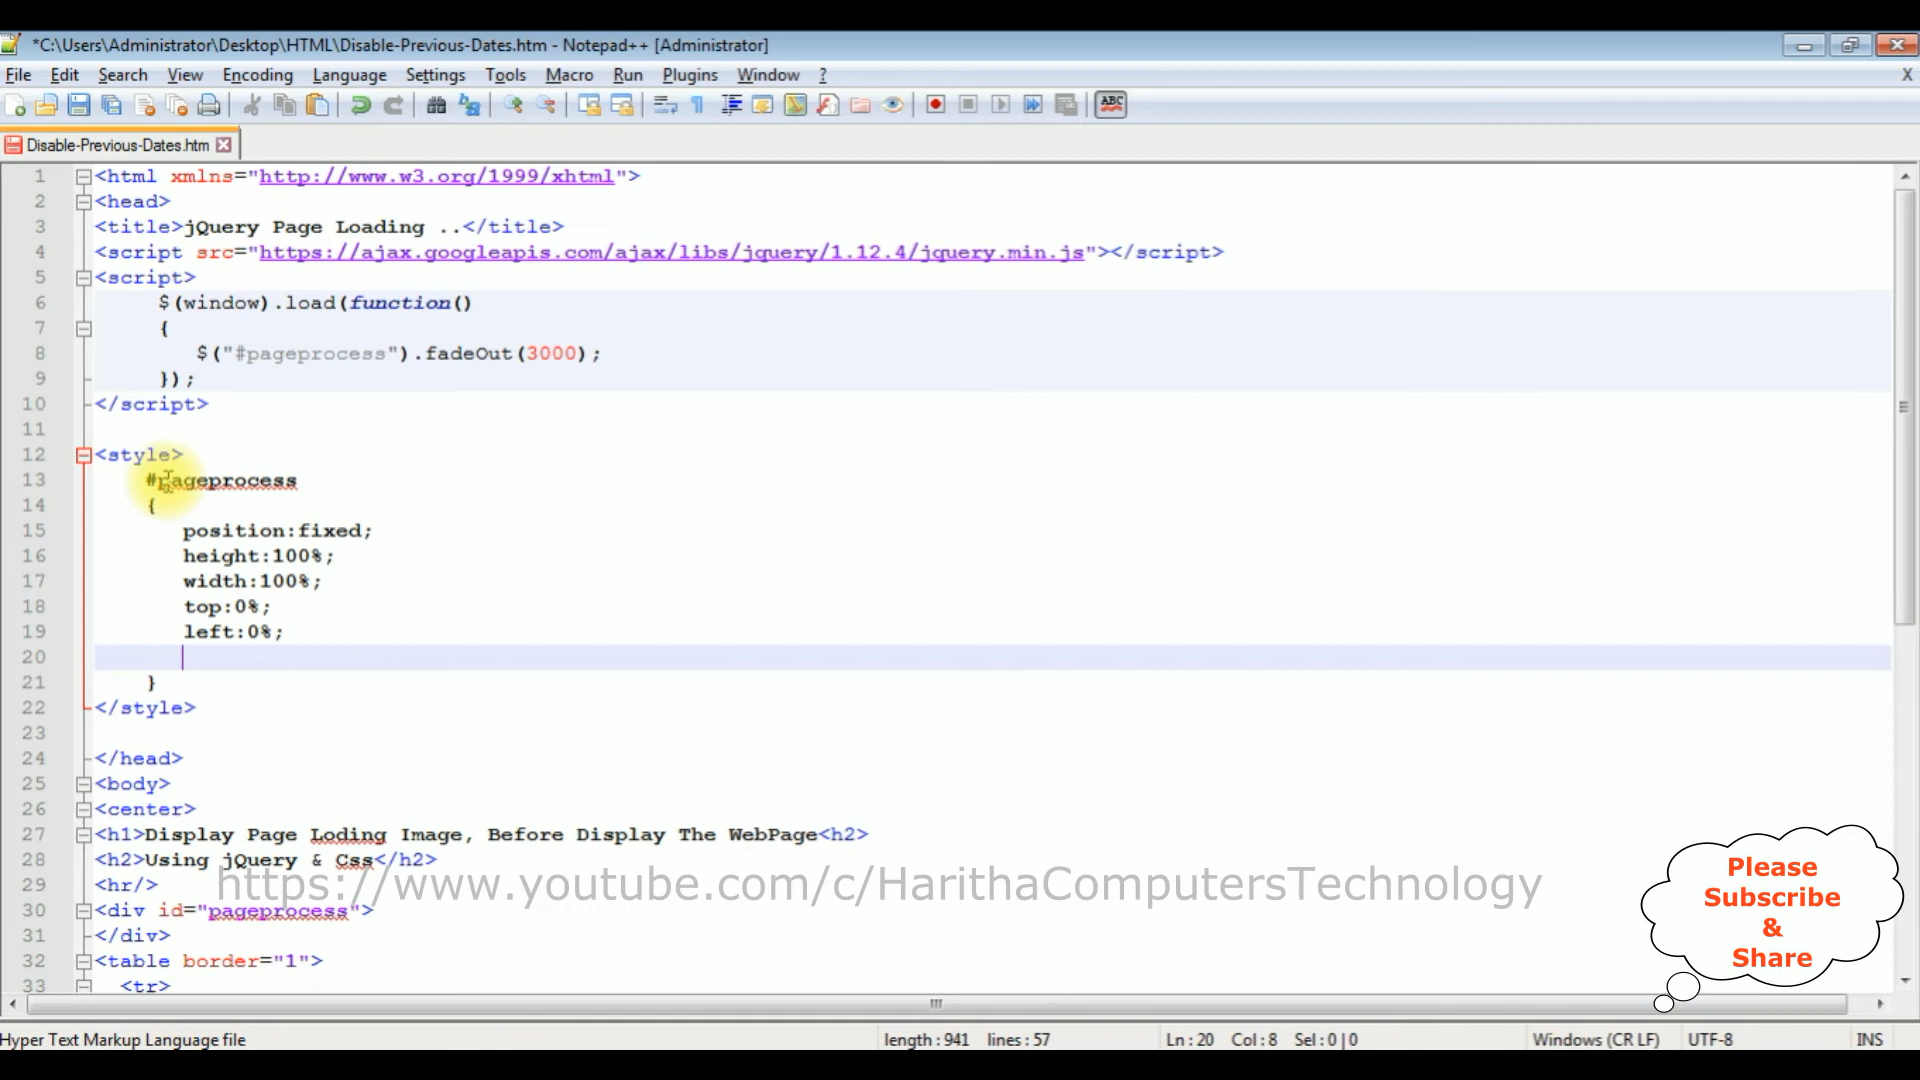 *C:\Users\Administrator\Desktop\HTML\Disable-Previous-Dates.htm - Notepad++ [Administrator]
File Edit Search View Encoding Language Settings Tools Macro Run Plugins Window ? X
ABC
Disable-Previous-Dates.htm
1 <html xmlns="http://www.w3.org/1999/xhtml">
2 <head>
3 <title>jQuery Page Loading ..</title>
4 <script src="https://ajax.googleapis.com/ajax/libs/jquery/1.12.4/jquery.min.js"></script>
5 <script>
6 $(window).load(function()
7 {
8 $("#pageprocess").fadeOut(3000);
9 });
10 </script>
11
12 <style>
13 #pageprocess
14 {
15 position:fixed;
16 height:100%;
17 width:100%;
18 top:0%;
19 left:0%;
20
21 }
22 </style>
23
24 </head>
25 <body>
26 <center>
27 <h1>Display Page Loding Image, Before Display The WebPage<h2>
28 <h2>Using jQuery & Css</h2>
29 <hr/>
30 <div id="pageprocess">
31 </div>
32 <table border="1">
33 <tr>
https://www.youtube.com/c/HarithaComputersTechnology
Please
Subscribe
&
Share
Hyper Text Markup Language file length : 941 lines : 57 Ln : 20 Col : 8 Sel : 0 | 0 Windows (CR LF) UTF-8 INS